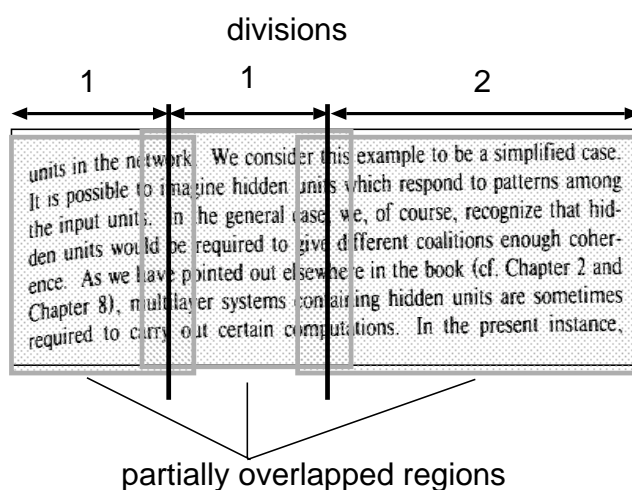 divisions
1 1 2
units in the network. We consider this example to be a simplified case.
It is possible to imagine hidden units which respond to patterns among
the input units. In the general case, we, of course, recognize that hid-
den units would be required to give different coalitions enough coher-
ence. As we have pointed out elsewhere in the book (cf. Chapter 2 and
Chapter 8), multilayer systems containing hidden units are sometimes
required to carry out certain computations. In the present instance,
partially overlapped regions